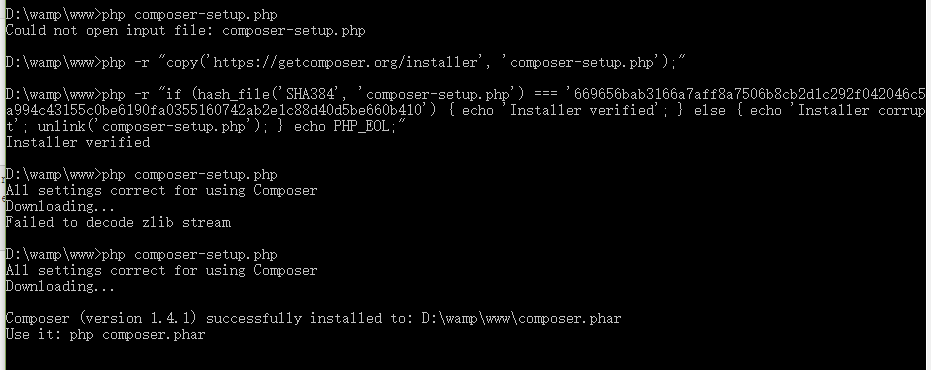 D:\wamp\www>php composer-setup.php
Could not open input file: composer-setup.php
D:\wamp\www>php -r "copy('https://getcomposer.org/installer', 'composer-setup.php');"
D:\wamp\www>php -r "if (hash_file('SHA384', 'composer-setup.php') === '669656bab3166a7aff8a7506b8cb2d1c292f042046c5
a994c43155c0be6190fa0355160742ab2e1c88d40d5be660b410') { echo 'Installer verified'; } else { echo 'Installer corrup
t'; unlink('composer-setup.php'); } echo PHP_EOL;"
Installer verified
D:\wamp\www>php composer-setup.php
All settings correct for using Composer
Downloading...
Failed to decode zlib stream
D:\wamp\www>php composer-setup.php
All settings correct for using Composer
Downloading...
Composer (version 1.4.1) successfully installed to: D:\wamp\www\composer.phar
Use it: php composer.phar